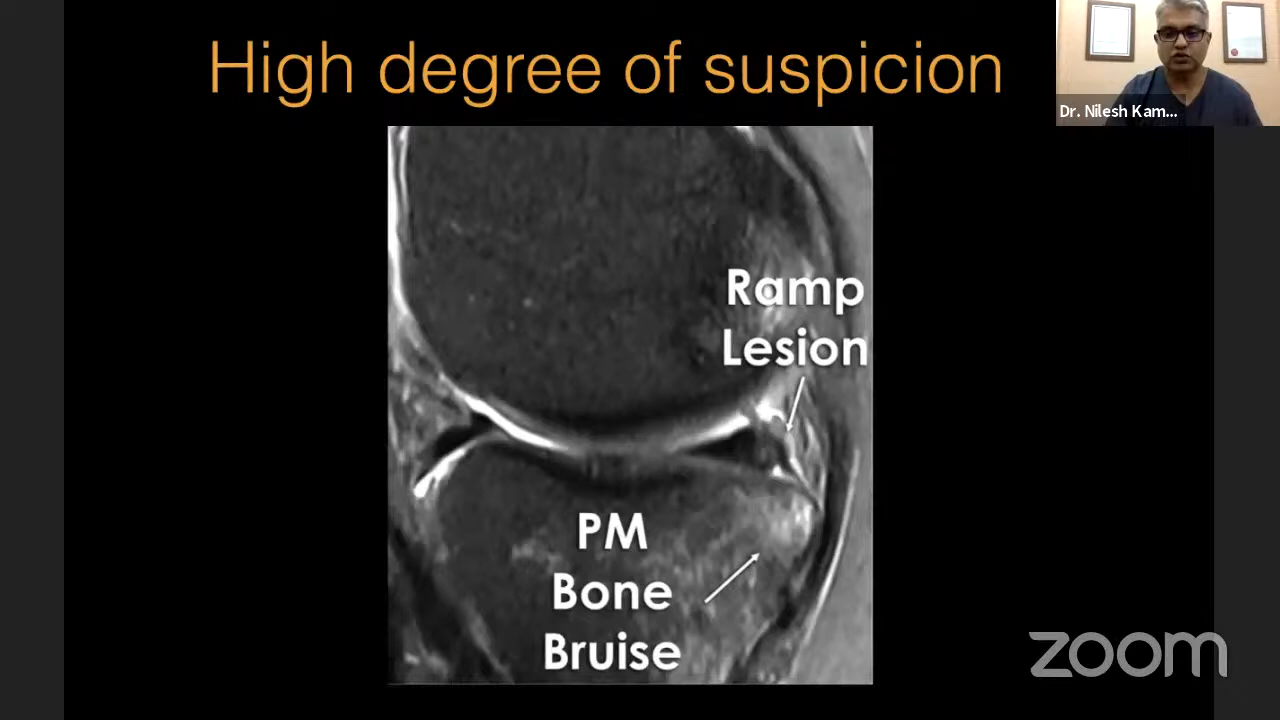 High degree of suspicion
Dr. Nilesh Kam...
Ramp
Lesion
PM
Bone
Bruise
zoom